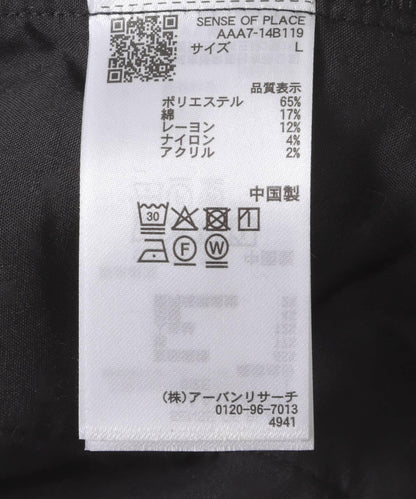 SENSE OF PLACE
AAA7-14B119
サイズ L
品質表示
ポリエステル 65%
綿 17%
レーヨン 12%
ナイロン 4%
アクリル 2%
中国製
30
F W
(株)アーバンリサーチ
0120-96-7013
4941